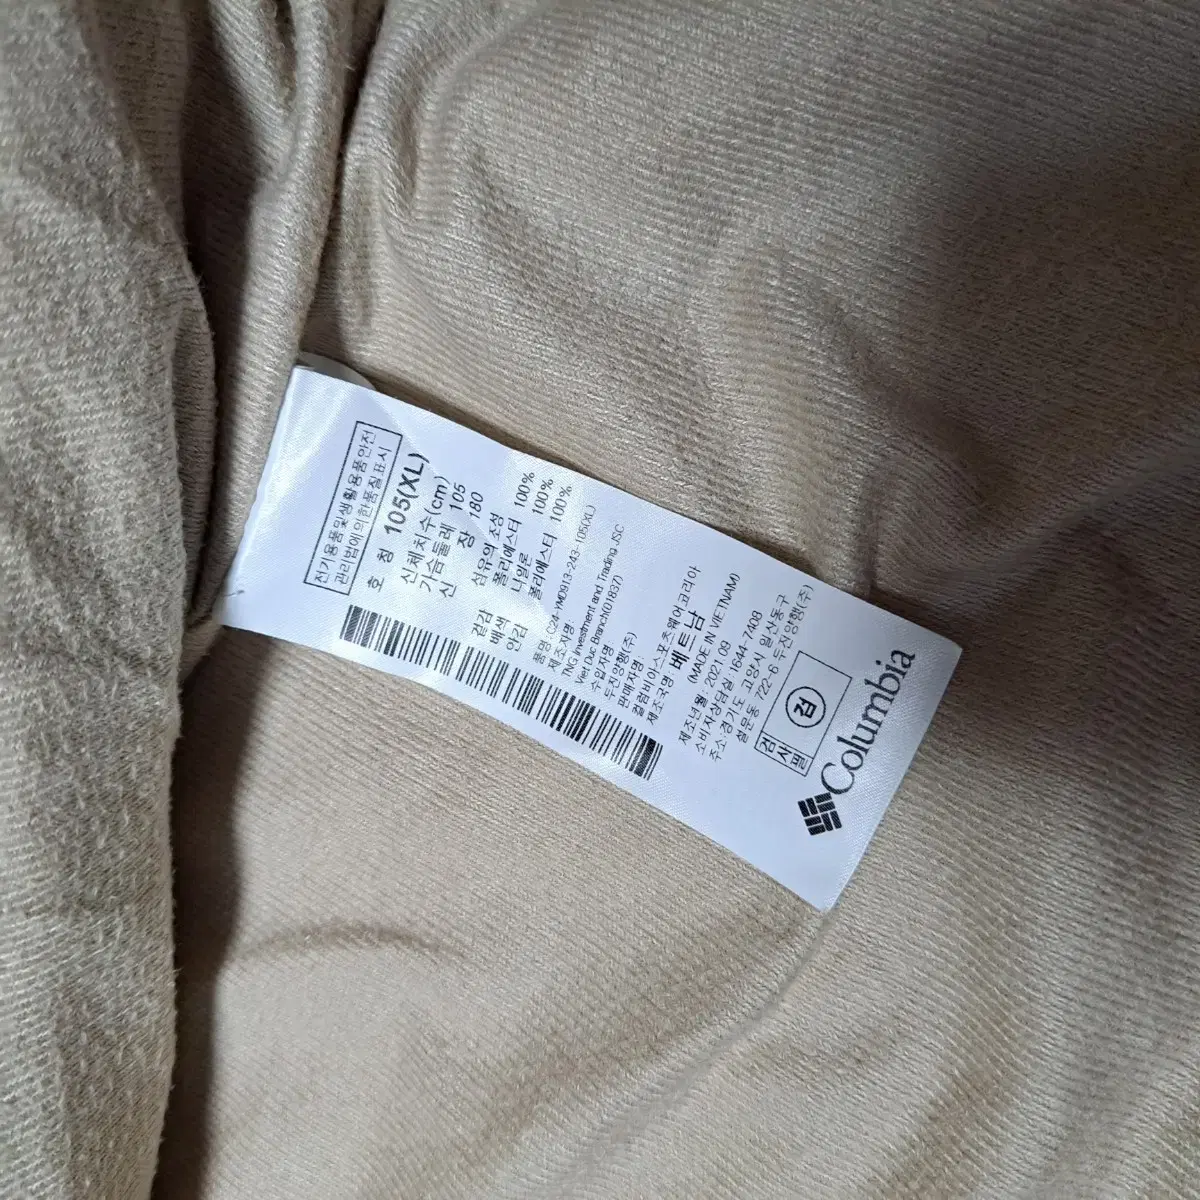 전기용품및생활용품안전
관리법에의한품질표시
호 칭 105(XL)
신체치수(cm)
가슴둘레 105
신 장 180
섬유의 조성
겉감 폴리에스터 100%
배색 나일론 100%
안감 폴리에스터 100%
품명: C24-YMD913-243-105(XL)
제조자명
TNG Investment and Trading JSC
Viet Duc Branch(01837)
수입자명
두진양행(주)
판매자명
컬럼비아스포츠웨어코리아
제조국명 베트남
(MADE IN VIETNAM)
제조년월: 2021.09
소비자상담실: 1644-7408
주소: 경기도 고양시 일산동구
설문동 722-6 두진양행(주)
검사필
검
Columbia